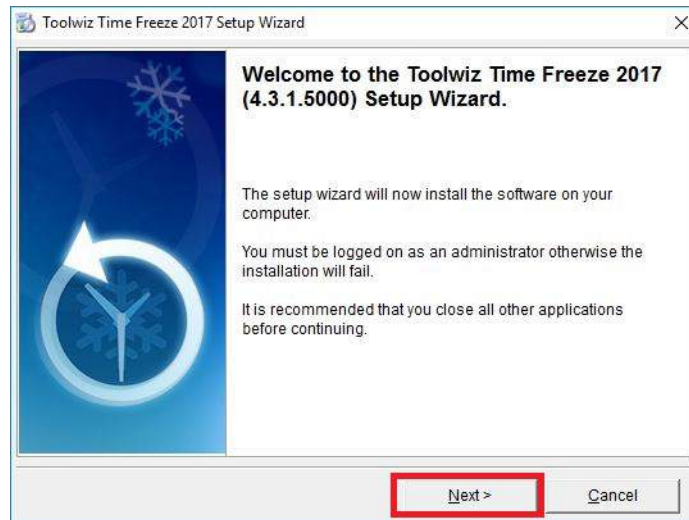 Toolwiz Time Freeze 2017 Setup Wizard
Welcome to the Toolwiz Time Freeze 2017
(4.3.1.5000) Setup Wizard.
The setup wizard will now install the software on your
computer.
You must be logged on as an administrator otherwise the
installation will fail.
It is recommended that you close all other applications
before continuing.
Next >
Cancel